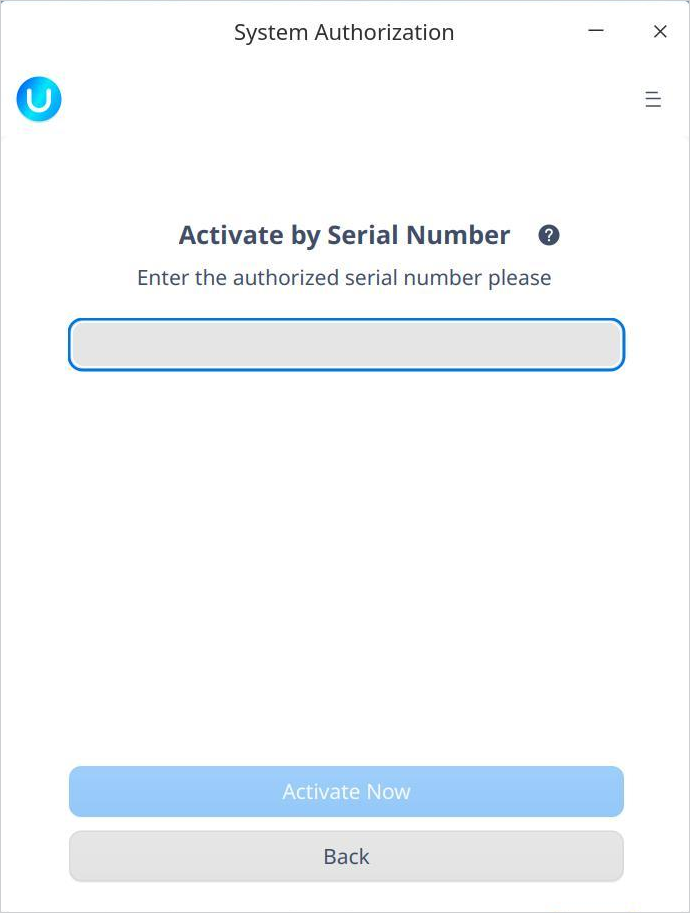 System Authorization
Activate by Serial Number
Enter the authorized serial number please
Activate Now
Back